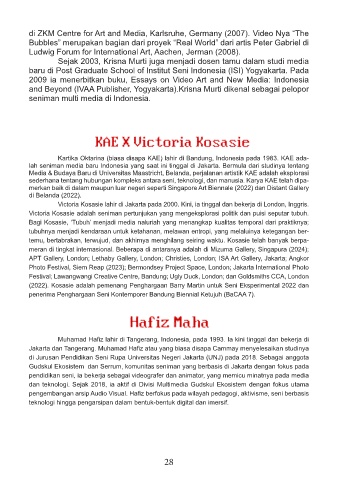 di ZKM Centre for Art and Media, Karlsruhe, Germany (2007). Video Nya “The
Bubbles” merupakan bagian dari proyek “Real World” dari artis Peter Gabriel di
Ludwig Forum for International Art, Aachen, Jerman (2008).
Sejak 2003, Krisna Murti juga menjadi dosen tamu dalam studi media
baru di Post Graduate School of Institut Seni Indonesia (ISI) Yogyakarta. Pada
2009 ia menerbitkan buku, Essays on Video Art and New Media: Indonesia
and Beyond (IVAA Publisher, Yogyakarta).Krisna Murti dikenal sebagai pelopor
seniman multi media di Indonesia.
KAE X Victoria Kosasie
Kartika Oktarina (biasa disapa KAE) lahir di Bandung, Indonesia pada 1983. KAE ada-
lah seniman media baru Indonesia yang saat ini tinggal di Jakarta. Bermula dari studinya tentang
Media & Budaya Baru di Universitas Maastricht, Belanda, perjalanan artistik KAE adalah eksplorasi
sederhana tentang hubungan kompleks antara seni, teknologi, dan manusia. Karya KAE telah dipa-
merkan baik di dalam maupun luar negeri seperti Singapore Art Biennale (2022) dan Distant Gallery
di Belanda (2022).
Victoria Kosasie lahir di Jakarta pada 2000. Kini, ia tinggal dan bekerja di London, Inggris.
Victoria Kosasie adalah seniman pertunjukan yang mengeksplorasi politik dan puisi seputar tubuh.
Bagi Kosasie, ‘Tubuh’ menjadi media naluriah yang menangkap kualitas temporal dari praktiknya;
tubuhnya menjadi kendaraan untuk ketahanan, melawan entropi, yang melaluinya ketegangan ber-
temu, bertabrakan, terwujud, dan akhirnya menghilang seiring waktu. Kosasie telah banyak berpa-
meran di tingkat internasional. Beberapa di antaranya adalah di Mizuma Gallery, Singapura (2024);
APT Gallery, London; Lethaby Gallery, London; Christies, London; ISA Art Gallery, Jakarta; Angkor
Photo Festival, Siem Reap (2023); Bermondsey Project Space, London; Jakarta International Photo
Festival; Lawangwangi Creative Centre, Bandung; Ugly Duck, London; dan Goldsmiths CCA, London
(2022). Kosasie adalah pemenang Penghargaan Barry Martin untuk Seni Eksperimental 2022 dan
penerima Penghargaan Seni Kontemporer Bandung Biennial Ketujuh (BaCAA 7).
Hafiz Maha
Muhamad Hafiz lahir di Tangerang, Indonesia, pada 1993. Ia kini tinggal dan bekerja di
Jakarta dan Tangerang. Muhamad Hafiz atau yang biasa disapa Cammay menyelesaikan studinya
di Jurusan Pendidikan Seni Rupa Universitas Negeri Jakarta (UNJ) pada 2018. Sebagai anggota
Gudskul Ekosistem dan Serrum, komunitas seniman yang berbasis di Jakarta dengan fokus pada
pendidikan seni, ia bekerja sebagai videografer dan animator, yang memicu minatnya pada media
dan teknologi. Sejak 2018, ia aktif di Divisi Multimedia Gudskul Ekosistem dengan fokus utama
pengembangan arsip Audio Visual. Hafiz berfokus pada wilayah pedagogi, aktivisme, seni berbasis
teknologi hingga pengarsipan dalam bentuk-bentuk digital dan imersif.
28